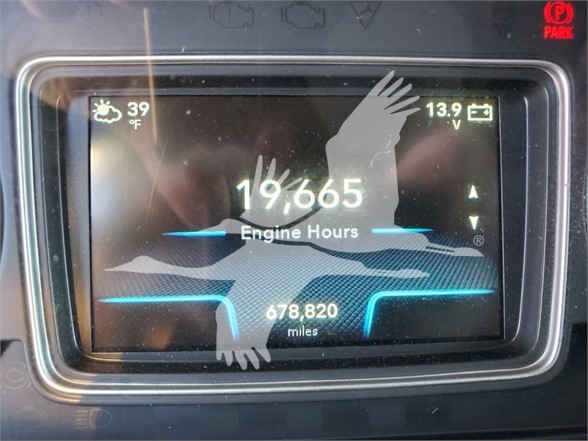 PARK
39
°F
13.9
V
19,665
Engine Hours
®
678,820
miles